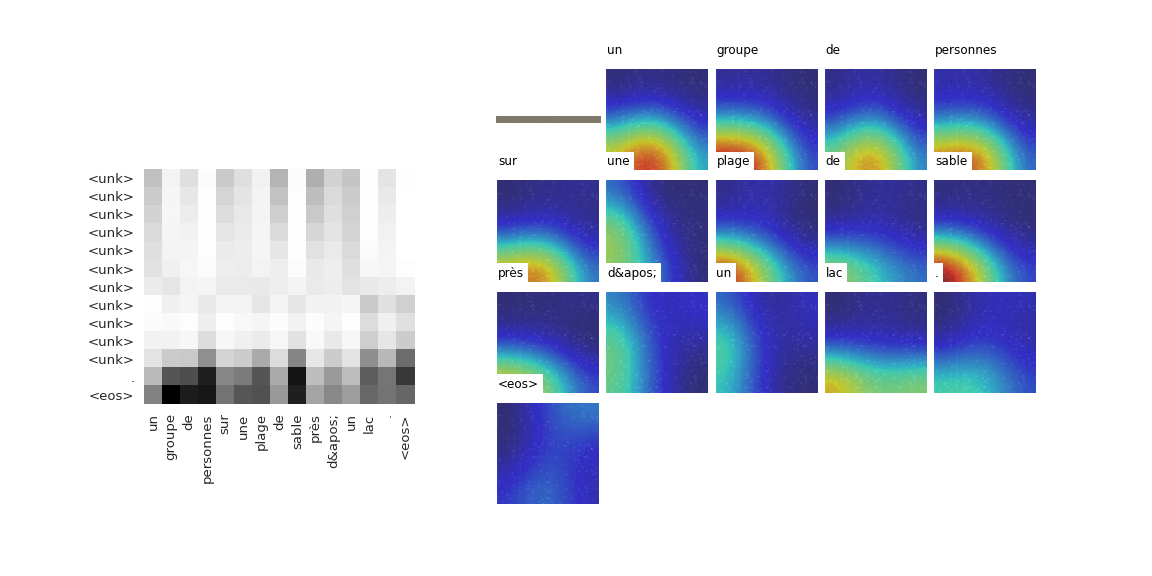 un groupe de personnes
sur une plage de sable
près d&apos; un lac .
<eos>
<unk>
<unk>
<unk>
<unk>
<unk>
<unk>
<unk>
<unk>
<unk>
<unk>
<unk>
.
<eos>
un groupe de personnes sur une plage de sable près d&apos; un lac . <eos>